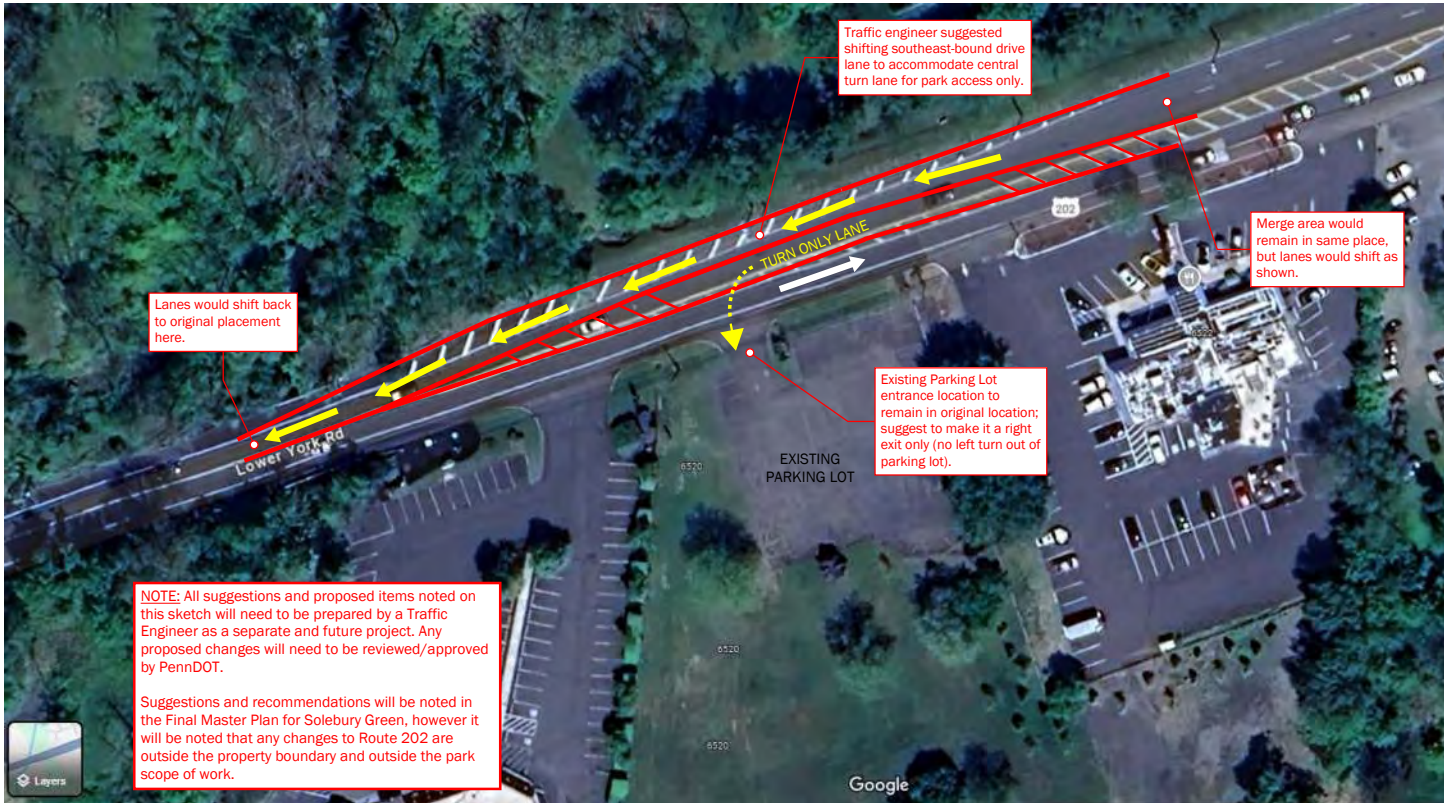 Traffic engineer suggested
shifting southeast-bound drive
lane to accommodate central
turn lane for park access only.
202
Merge area would
remain in same place,
but lanes would shift as
shown.
TURN ONLY LANE
Lanes would shift back
to original placement
here.
Existing Parking Lot
entrance location to
remain in original location;
suggest to make it a right
exit only (no left turn out of
parking lot).
Lower York Rd
EXISTING
PARKING LOT
6520
6520
6520
NOTE: All suggestions and proposed items noted on
this sketch will need to be prepared by a Traffic
Engineer as a separate and future project. Any
proposed changes will need to be reviewed/approved
by PennDOT.
Suggestions and recommendations will be noted in
the Final Master Plan for Solebury Green, however it
will be noted that any changes to Route 202 are
outside the property boundary and outside the park
scope of work.
Layers
Google